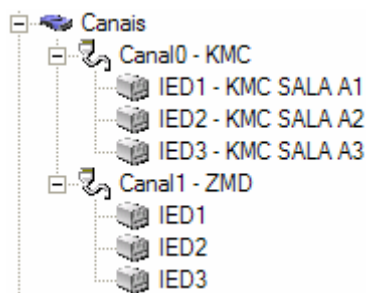 Canais
Canal0 - KMC
IED1 - KMC SALA A1
IED2 - KMC SALA A2
IED3 - KMC SALA A3
Canal1 - ZMD
IED1
IED2
IED3